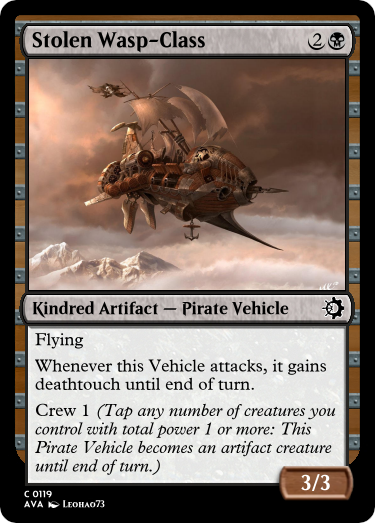 Stolen Wasp-Class 2
Kindred Artifact — Pirate Vehicle
Flying
Whenever this Vehicle attacks, it gains
deathtouch until end of turn.
Crew 1 (Tap any number of creatures you
control with total power 1 or more: This
Pirate Vehicle becomes an artifact creature
until end of turn.)
3/3
C 0119
AVA Leohao73